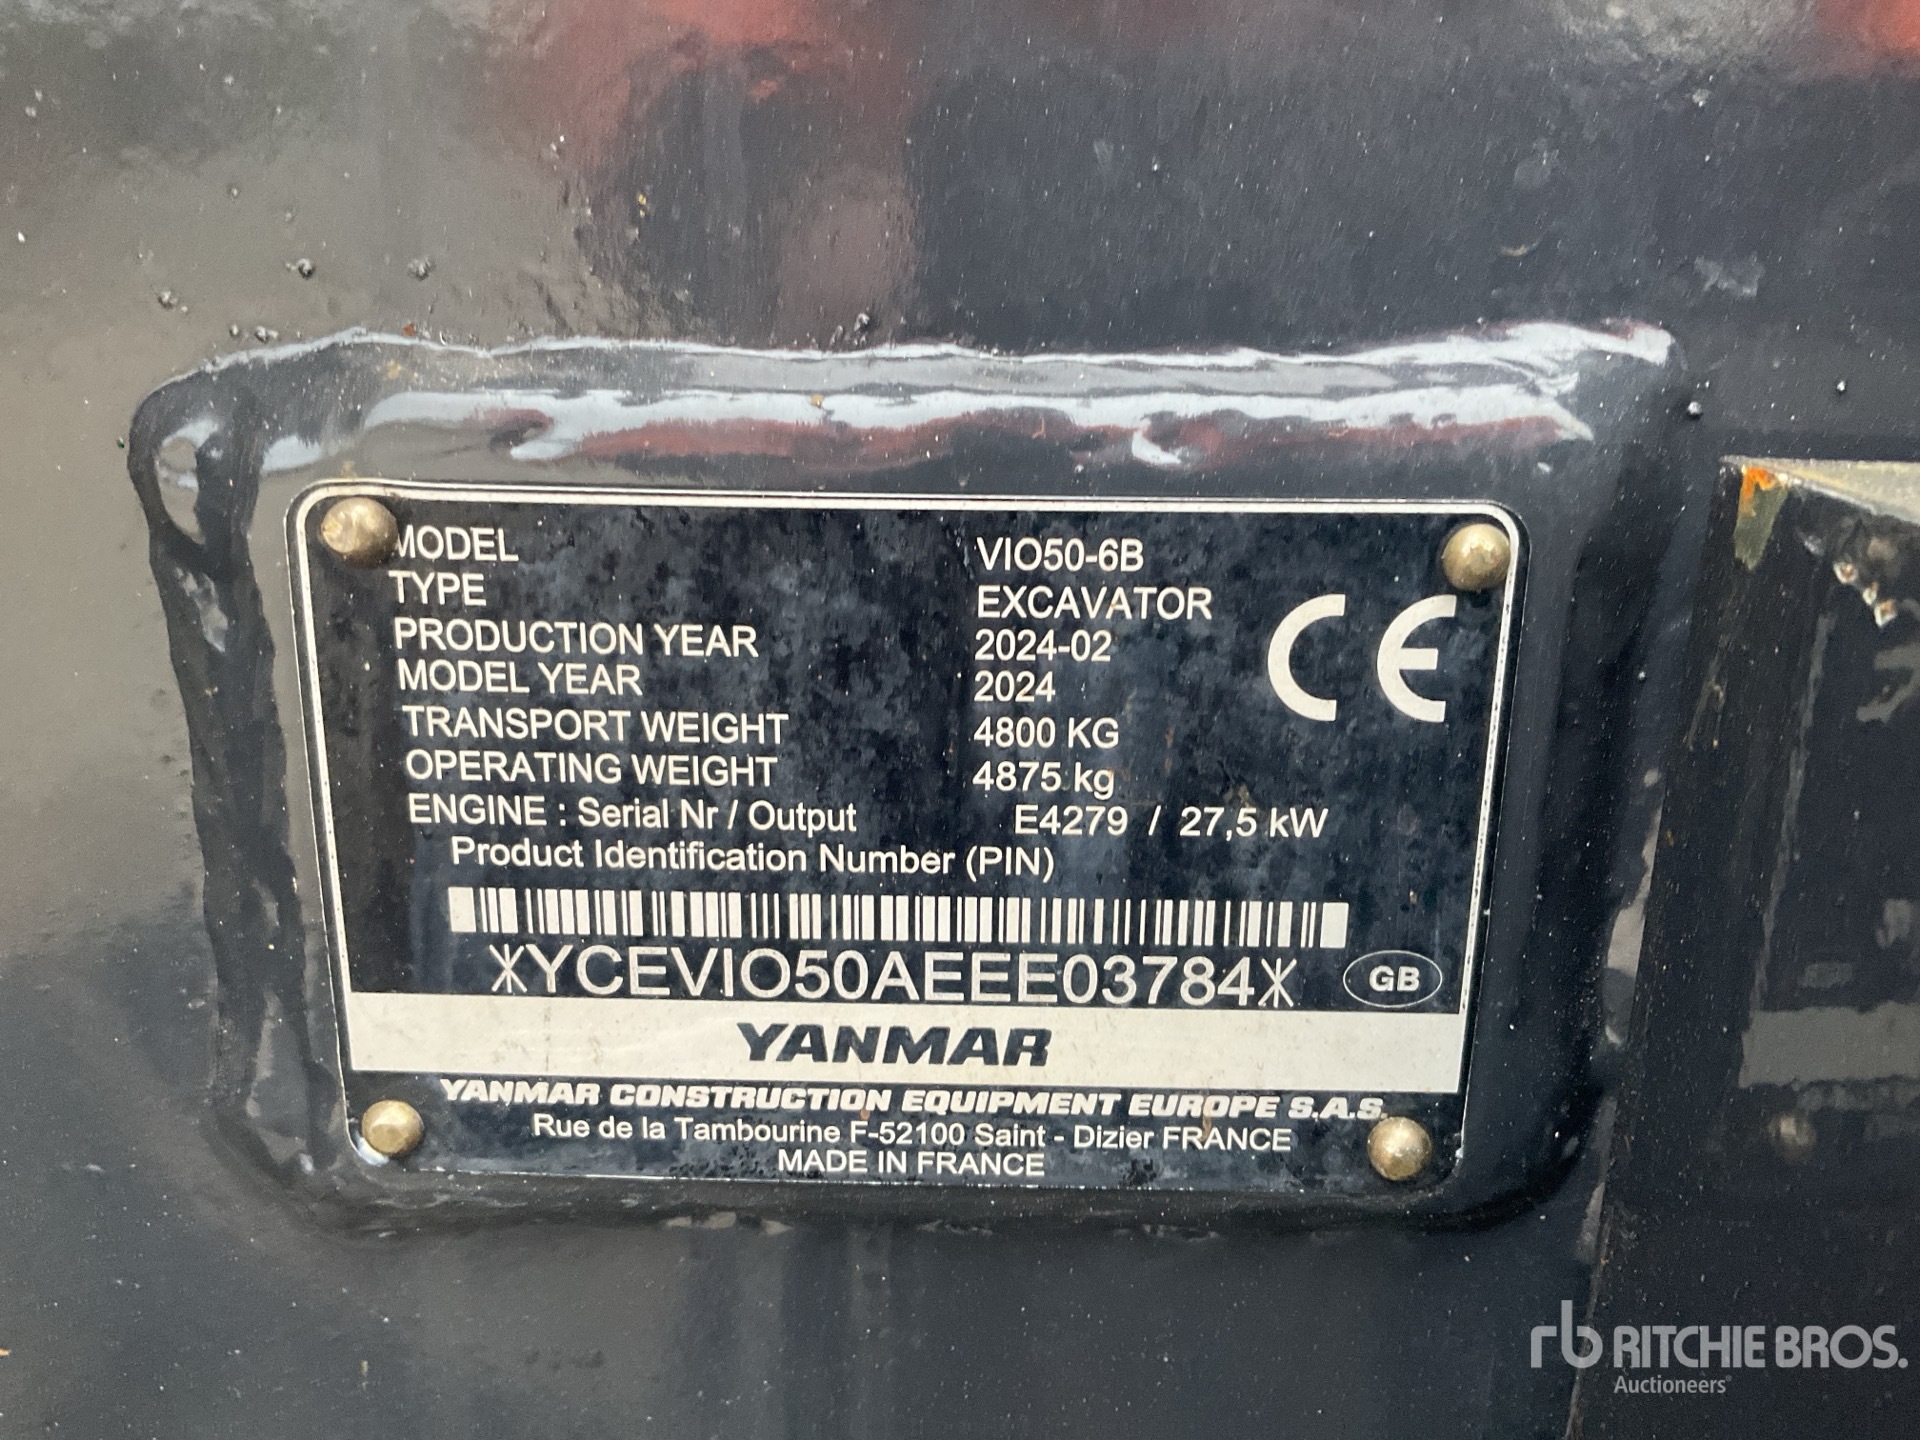 MODEL VIO50-6B
TYPE EXCAVATOR
PRODUCTION YEAR 2024-02
MODEL YEAR 2024
TRANSPORT WEIGHT 4800 KG
OPERATING WEIGHT 4875 kg
ENGINE : Serial Nr / Output E4279 / 27,5 kW
CE
Product Identification Number (PIN)
*YCEVIO50AEEE03784* GB
YANMAR
YANMAR CONSTRUCTION EQUIPMENT EUROPE S.A.S.
Rue de la Tambourine F-52100 Saint - Dizier FRANCE
MADE IN FRANCE
rb RITCHIE BROS.
Auctioneers